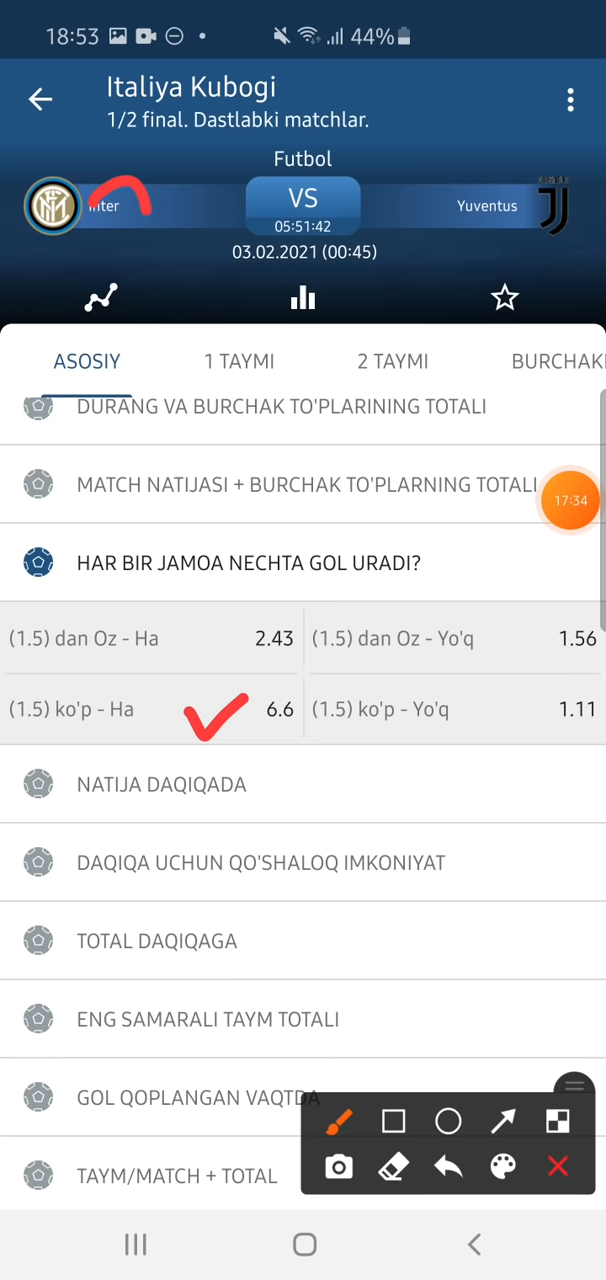 18:53 44%
Italiya Kubogi
1/2 final. Dastlabki matchlar.
Futbol
Inter VS Yuventus
05:51:42
03.02.2021 (00:45)
ASOSIY 1 TAYMI 2 TAYMI BURCHAK
DURANG VA BURCHAK TO'PLARINING TOTALI
MATCH NATIJASI + BURCHAK TO'PLARNING TOTALI
17:34
HAR BIR JAMOA NECHTA GOL URADI?
(1.5) dan Oz - Ha 2.43 (1.5) dan Oz - Yo'q 1.56
(1.5) ko'p - Ha 6.6 (1.5) ko'p - Yo'q 1.11
NATIJA DAQIQADA
DAQIQA UCHUN QO'SHALOQ IMKONIYAT
TOTAL DAQIQAGA
ENG SAMARALI TAYM TOTALI
GOL QOPLANGAN VAQTDA
TAYM/MATCH + TOTAL